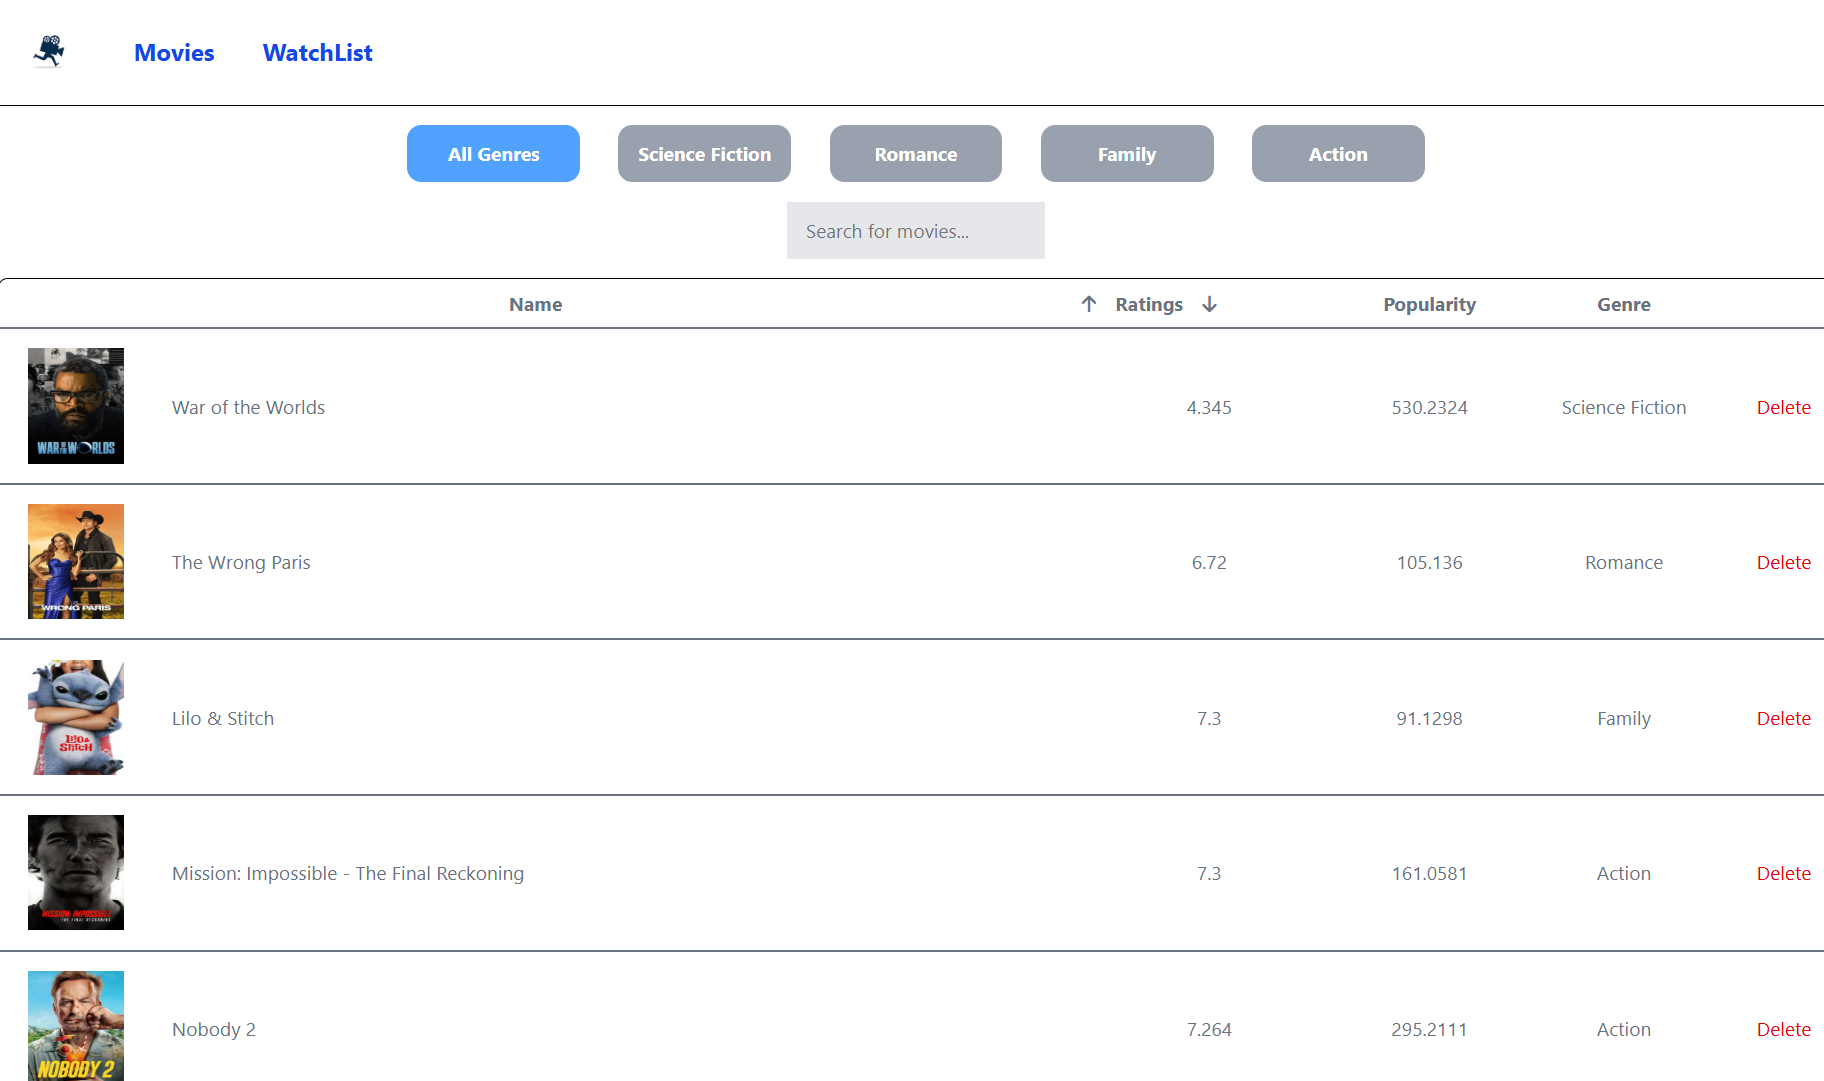 Movies WatchList
All Genres Science Fiction Romance Family Action
Search for movies...
Name Ratings Popularity Genre
WAR OF THE WORLDS
War of the Worlds 4.345 530.2324 Science Fiction Delete
WRONG PARIS
The Wrong Paris 6.72 105.136 Romance Delete
Lilo & Stitch
Lilo & Stitch 7.3 91.1298 Family Delete
MISSION: IMPOSSIBLE
THE FINAL RECKONING
Mission: Impossible - The Final Reckoning 7.3 161.0581 Action Delete
NOBODY 2
Nobody 2 7.264 295.2111 Action Delete